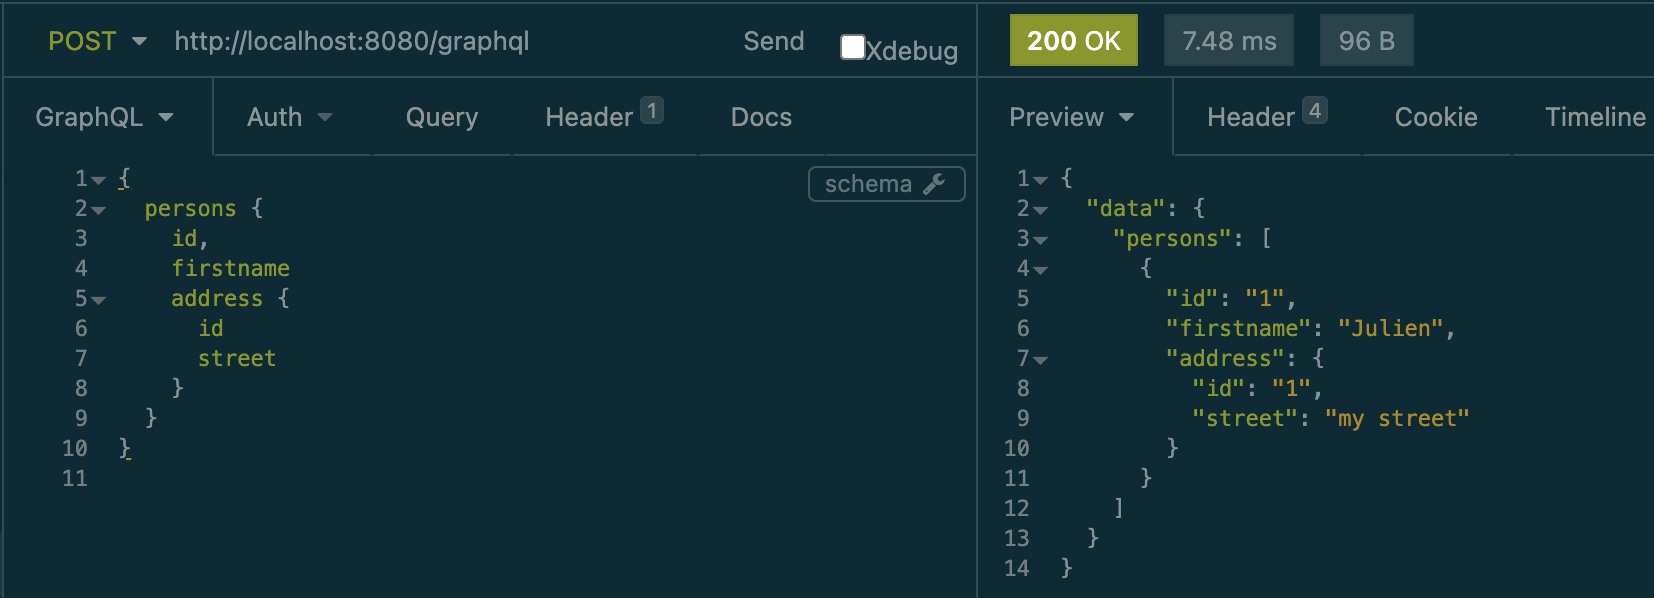 POST http://localhost:8080/graphql Send Xdebug
GraphQL Auth Query Header 1 Docs
schema
1 {
2 persons {
3 id,
4 firstname
5 address {
6 id
7 street
8 }
9 }
10 }
11
200 OK 7.48 ms 96 B
Preview Header 4 Cookie Timeline
1 {
2 "data": {
3 "persons": [
4 {
5 "id": "1",
6 "firstname": "Julien",
7 "address": {
8 "id": "1",
9 "street": "my street"
10 }
11 }
12 ]
13 }
14 }